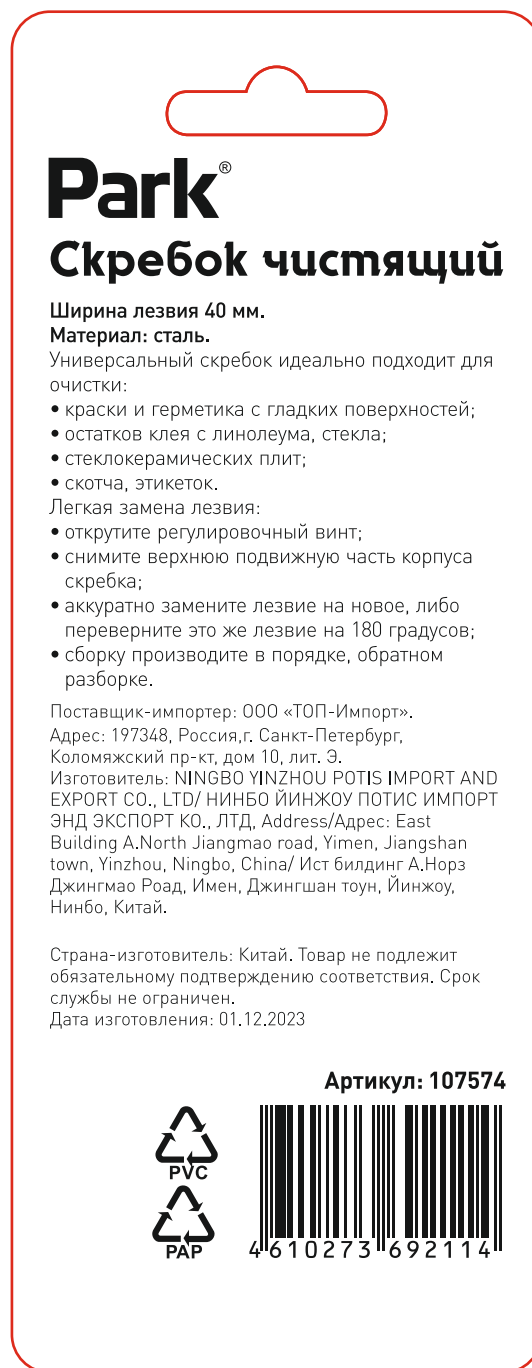 Park®
Скребок чистящий
Ширина лезвия 40 мм.
Материал: сталь.
Универсальный скребок идеально подходит для
очистки:
• краски и герметика с гладких поверхностей;
• остатков клея с линолеума, стекла;
• стеклокерамических плит;
• скотча, этикеток.
Легкая замена лезвия:
• открутите регулировочный винт;
• снимите верхнюю подвижную часть корпуса
скребка;
• аккуратно замените лезвие на новое, либо
переверните это же лезвие на 180 градусов;
• сборку производите в порядке, обратном
разборке.
Поставщик-импортер: ООО «ТОП-Импорт».
Адрес: 197348, Россия,г. Санкт-Петербург,
Коломяжский пр-кт, дом 10, лит. Э.
Изготовитель: NINGBO YINZHOU POTIS IMPORT AND
EXPORT CO., LTD/ НИНБО ЙИНЖОУ ПОТИС ИМПОРТ
ЭНД ЭКСПОРТ КО., ЛТД, Address/Адрес: East
Building A.North Jiangmao road, Yimen, Jiangshan
town, Yinzhou, Ningbo, China/ Ист билдинг А.Норз
Джингмао Роад, Имен, Джингшан тоун, Йинжоу,
Нинбо, Китай.
Страна-изготовитель: Китай. Товар не подлежит
обязательному подтверждению соответствия. Срок
службы не ограничен.
Дата изготовления: 01.12.2023
Артикул: 107574
PVC
PAP
4 610273 692114